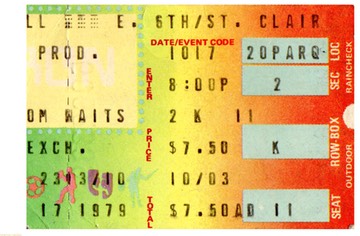 LL E. 6TH/ST. CLAIR
DATE/EVENT CODE
PROD. 1017 20PARQ
8:00P 2
OM WAITS 2 K 11
EXCH. $7.50 K
10/03
17 1979 $7.50AD 11
ENTER
PRICE
TOTAL
SEAT ROW-BOX SEC LOC
OUTDOOR RAINCHECK